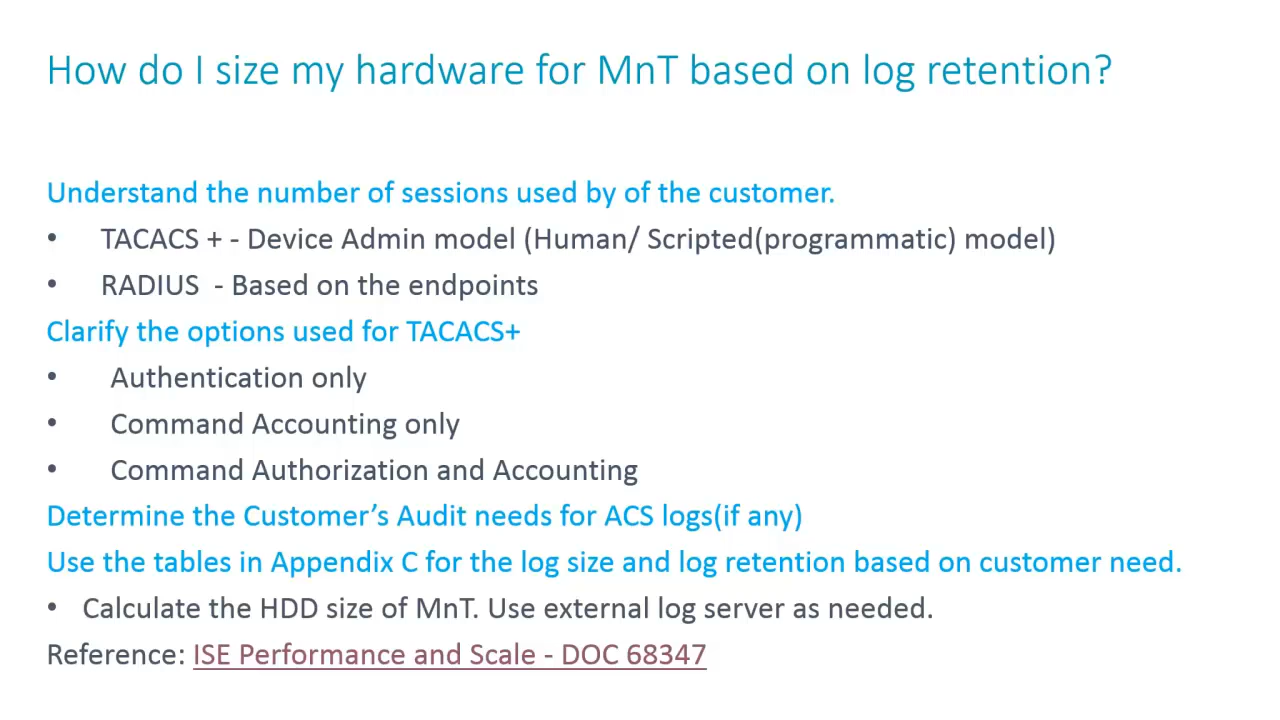 How do I size my hardware for MnT based on log retention?
Understand the number of sessions used by of the customer.
• TACACS + - Device Admin model (Human/ Scripted(programmatic) model)
• RADIUS - Based on the endpoints
Clarify the options used for TACACS+
• Authentication only
• Command Accounting only
• Command Authorization and Accounting
Determine the Customer’s Audit needs for ACS logs(if any)
Use the tables in Appendix C for the log size and log retention based on customer need.
• Calculate the HDD size of MnT. Use external log server as needed.
Reference: ISE Performance and Scale - DOC 68347